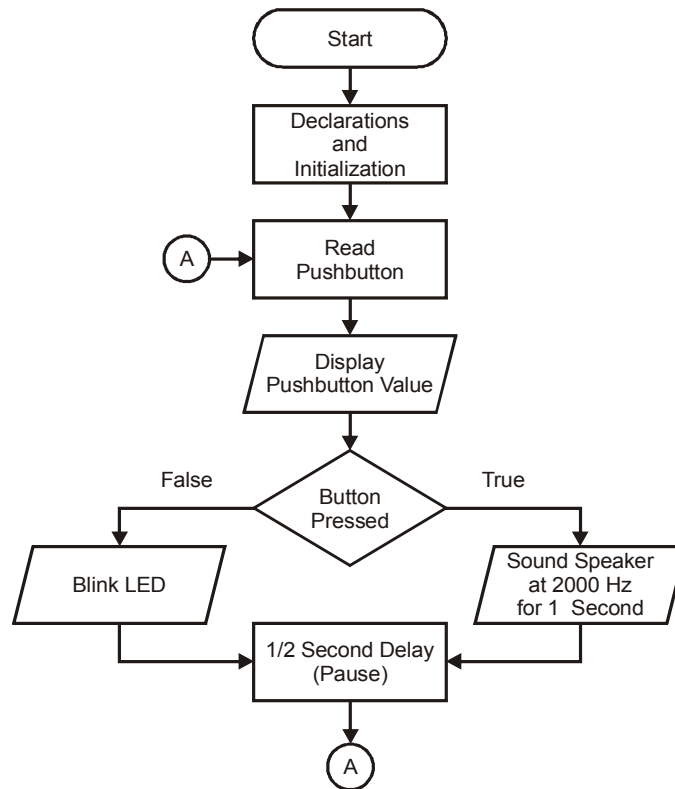 Start
Declarations
and
Initialization
A
Read
Pushbutton
Display
Pushbutton Value
False
True
Button
Pressed
Blink LED
Sound Speaker
at 2000 Hz
for 1 Second
1/2 Second Delay
(Pause)
A